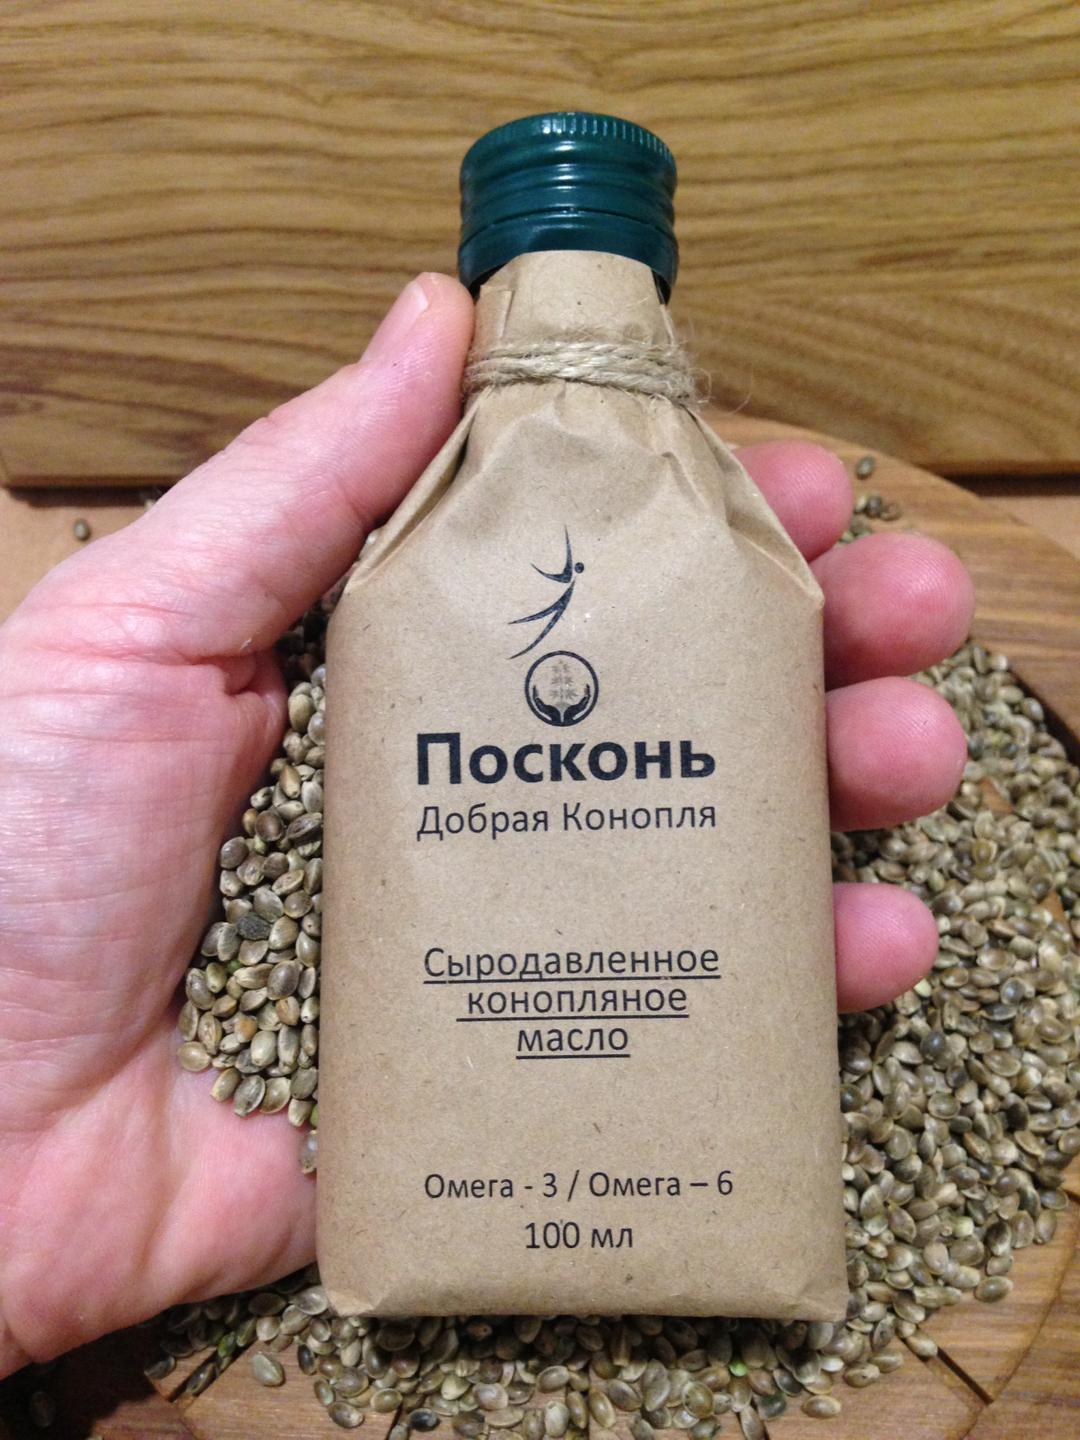 Посконь
Добрая Конопля
Сыродавленное
конопляное
масло
Омега - 3 / Омега – 6
100 мл